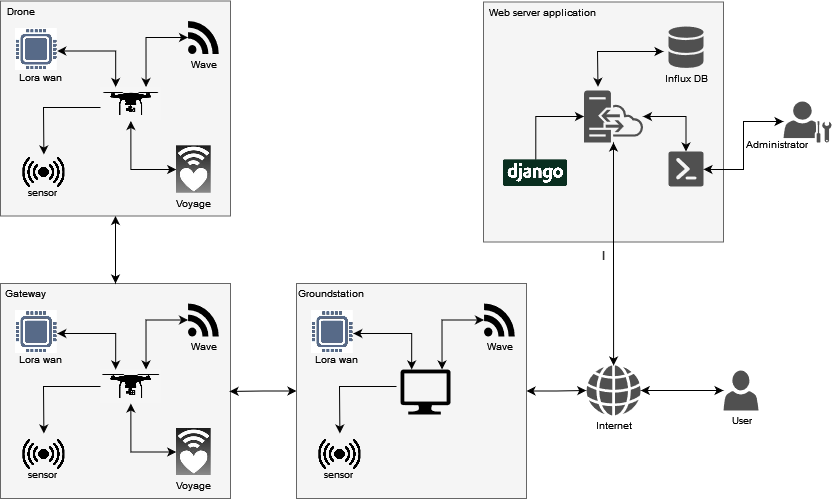 Drone
Lora wan
Wave
sensor
Voyage
Web server application
Influx DB
django
Administrator
I
Gateway
Lora wan
Wave
sensor
Voyage
Groundstation
Lora wan
Wave
sensor
Internet
User